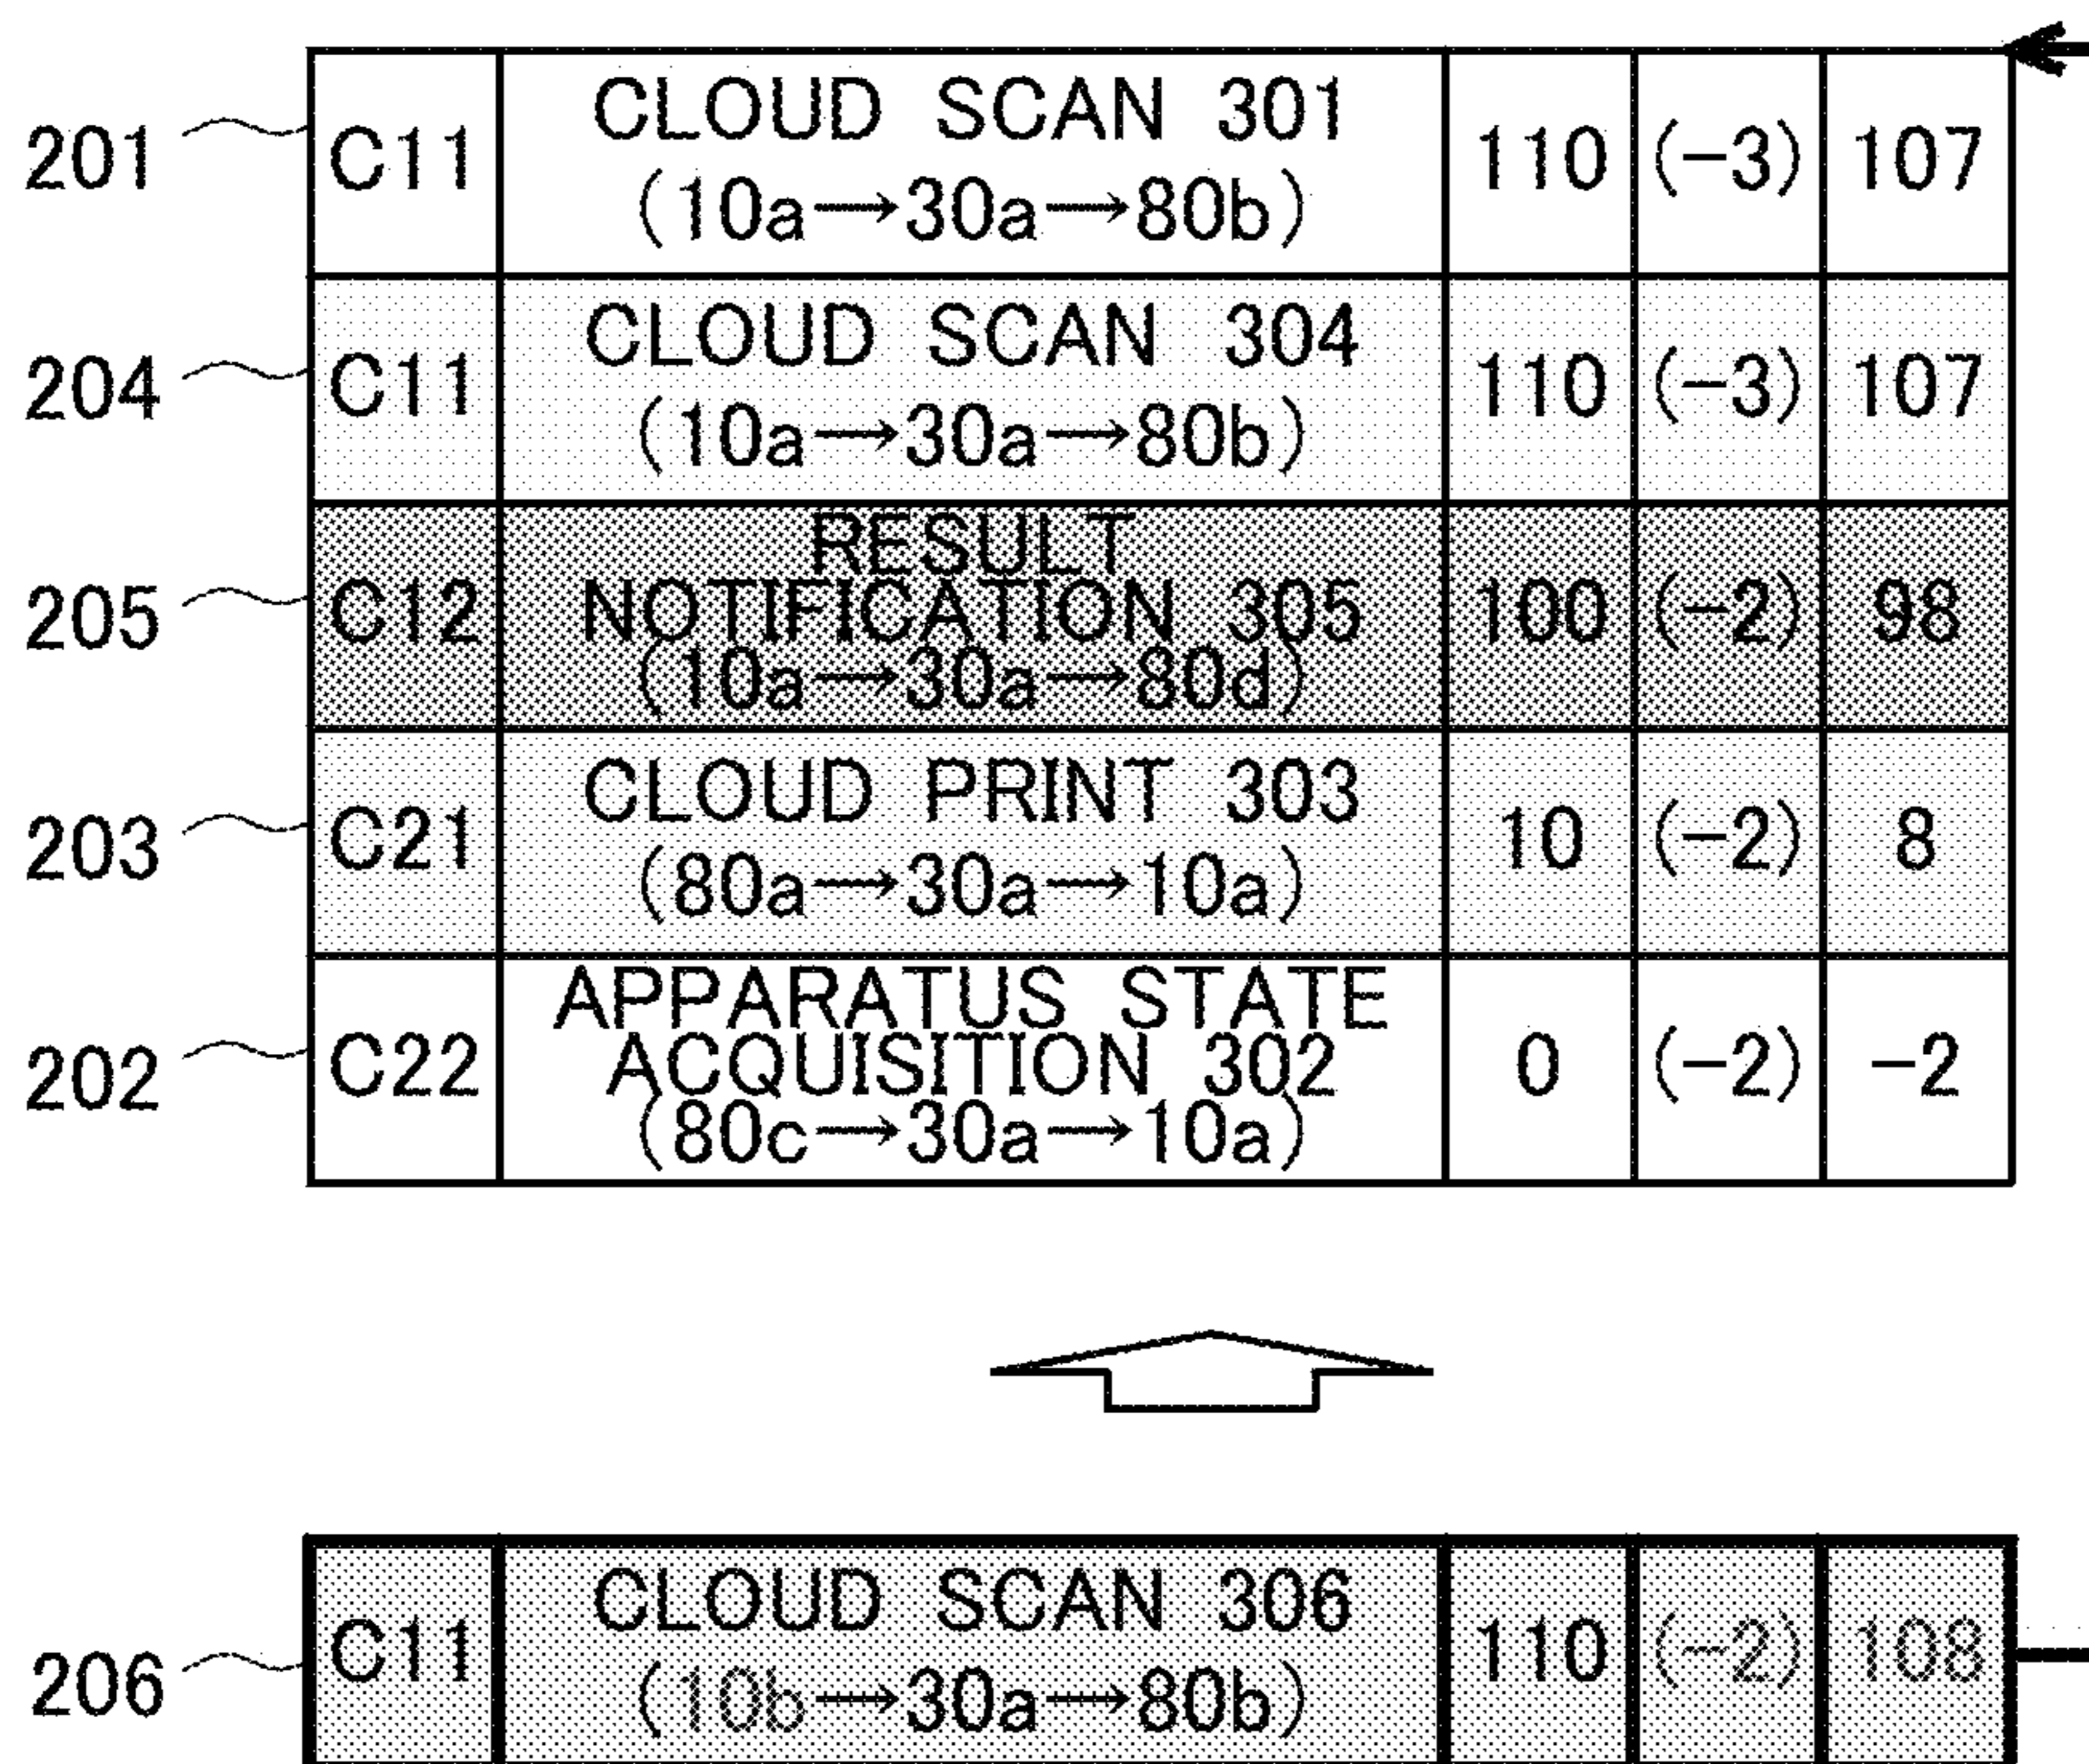 201 C11 CLOUD SCAN 301 110 (-3) 107
(10a→30a→80b)
204 C11 CLOUD SCAN 304 110 (-3) 107
(10a→30a→80b)
RESULT
205 C12 NOTIFICATION 305 100 (-2) 98
(10a→30a→80d)
203 C21 CLOUD PRINT 303 10 (-2) 8
(80a→30a→10a)
APPARATUS STATE
202 C22 ACQUISITION 302 0 (-2) -2
(80c→30a→10a)
206 C11 CLOUD SCAN 306 110 (-2) 108
(10b→30a→80b)